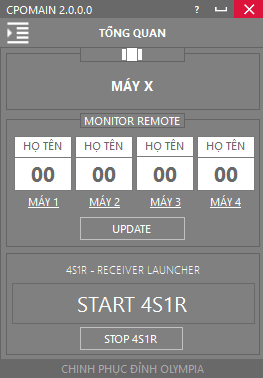 CPOMAIN 2.0.0.0 ?
TỔNG QUAN
MÁY X
MONITOR REMOTE
HỌ TÊN HỌ TÊN HỌ TÊN HỌ TÊN
00 00 00 00
MÁY 1 MÁY 2 MÁY 3 MÁY 4
UPDATE
4S1R - RECEIVER LAUNCHER
START 4S1R
STOP 4S1R
CHINH PHỤC ĐỈNH OLYMPIA